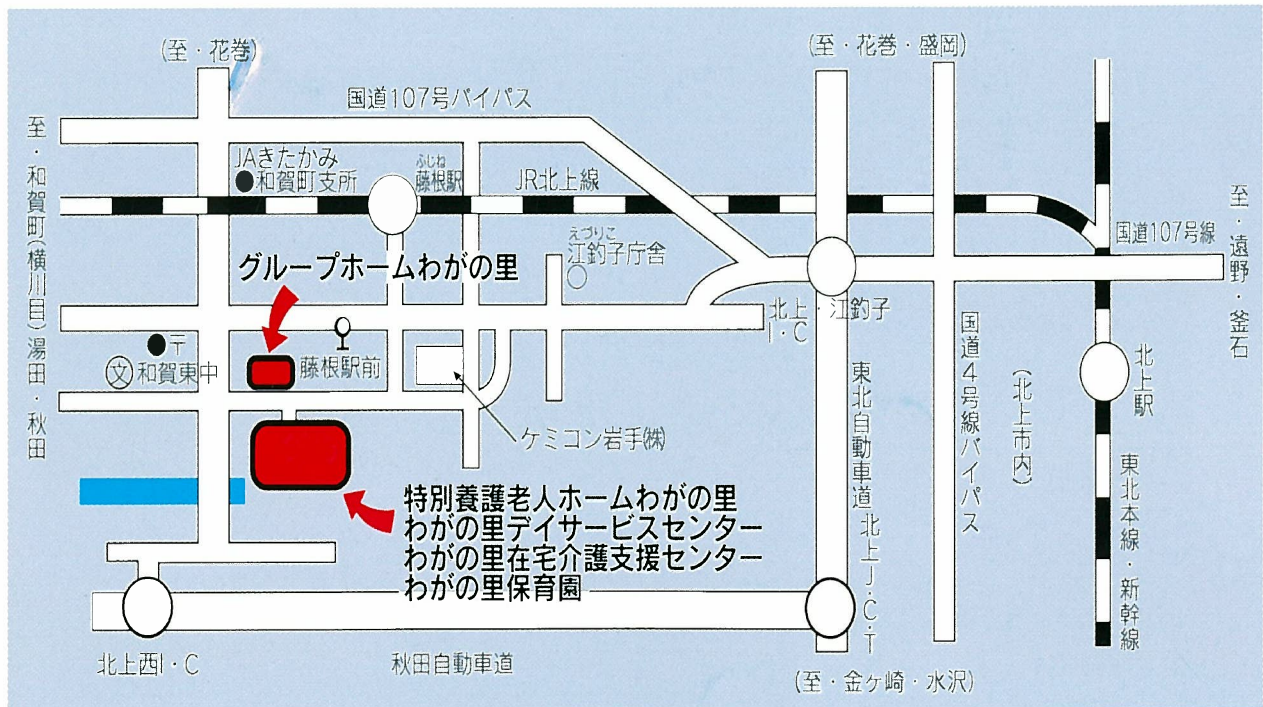 (至・花巻)
(至・花巻・盛岡)
国道107号バイパス
至・和賀町(横川目)湯田・秋田
JAきたかみ
和賀町支所
ふじね
藤根駅
JR北上線
至・遠野・釜石
国道107号線
えづりこ
江釣子庁舎
グループホームわがの里
北上・江釣子
I・C
〒
文
和賀東中
藤根駅前
国道4号線バイパス
(北上市内)
北上駅
東北自動車道
ケミコン岩手㈱
東北本線・新幹線
特別養護老人ホームわがの里
わがの里デイサービスセンター
わがの里在宅介護支援センター
わがの里保育園
北上J・C・T
北上西I・C
秋田自動車道
(至・金ヶ崎・水沢)